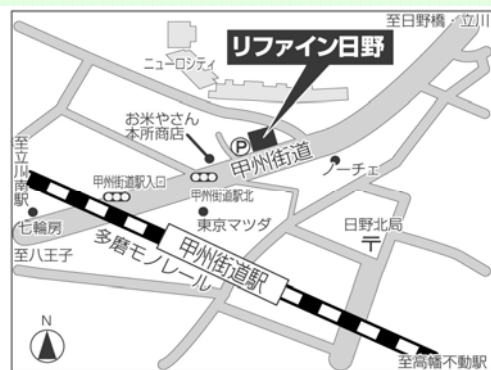 至日野橋・立川
リファイン日野
ニューロシティ
お米やさん
本所商店
P
甲州街道
ノーチェ
至立川南駅
甲州街道駅入口
甲州街道駅北
七輪房
東京マツダ
日野北局
〒
至八王子
多磨モノレール
甲州街道駅
N
至高幡不動駅